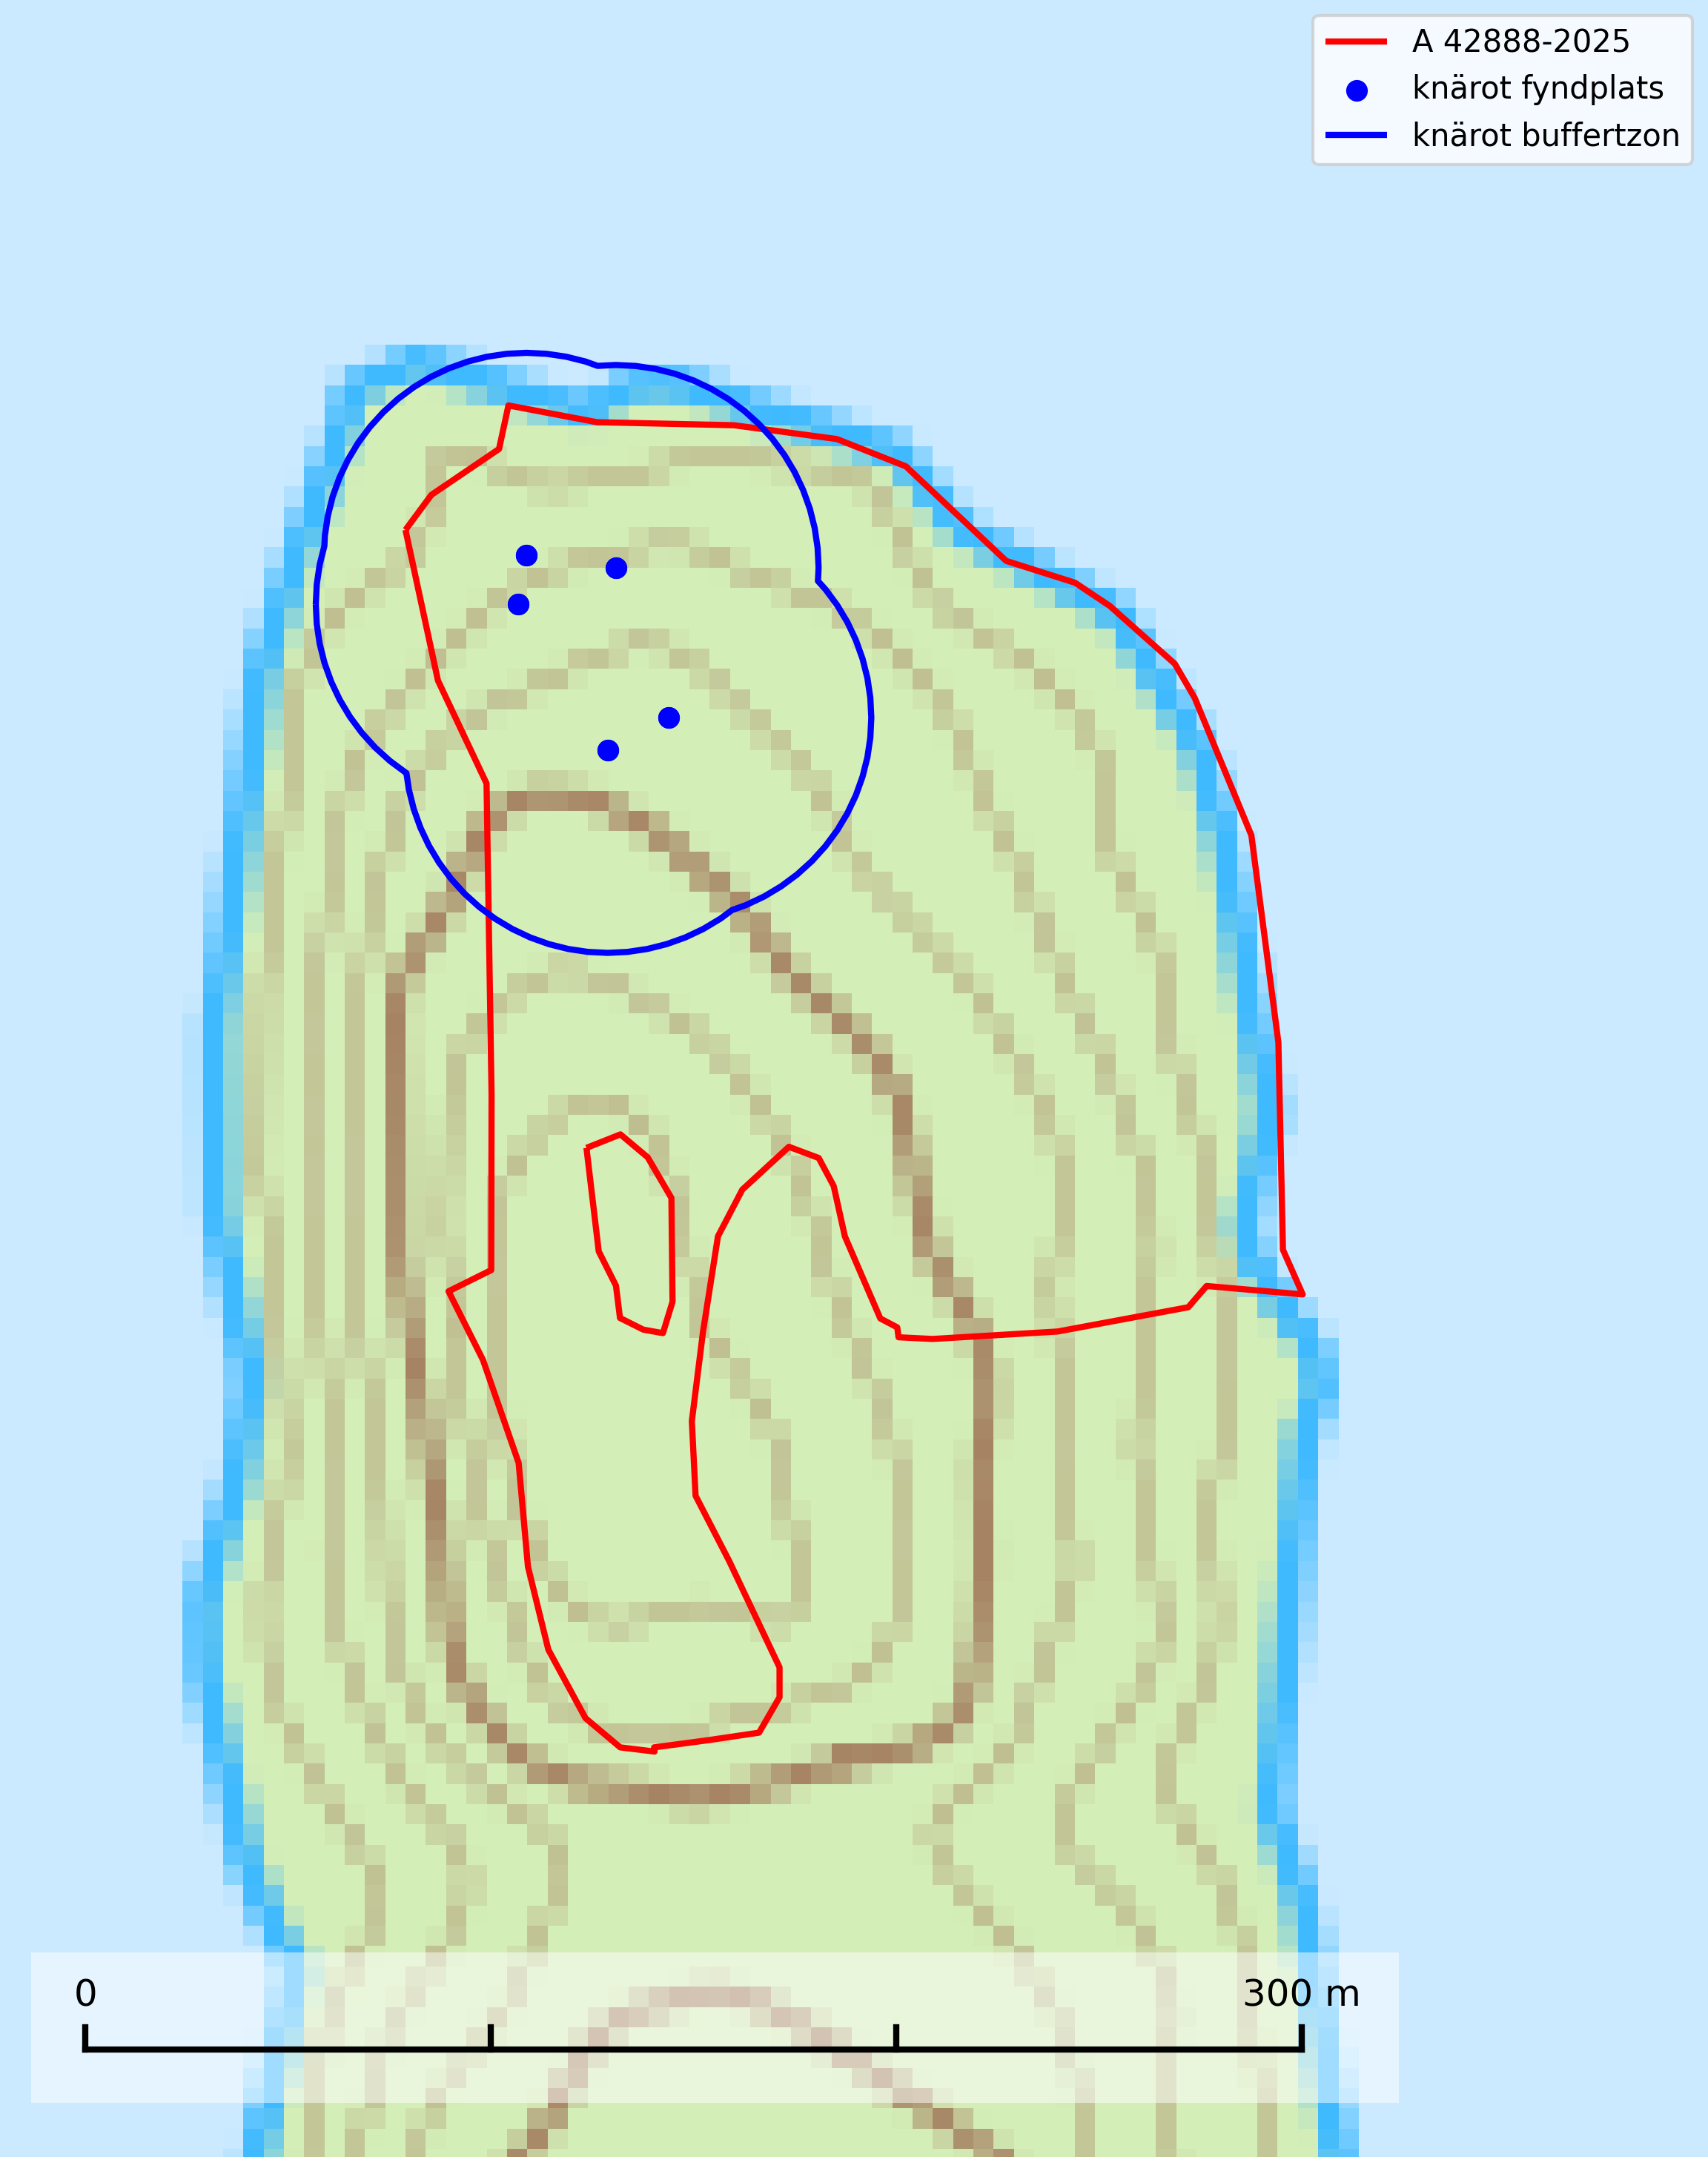 A 42888-2025
knärot fyndplats
knärot buffertzon
0 300 m